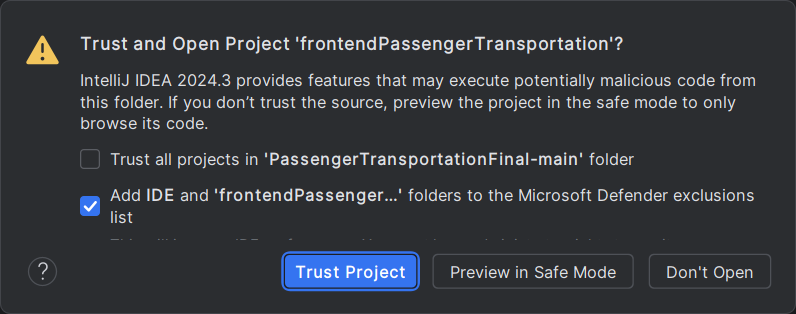 Trust and Open Project 'frontendPassengerTransportation'?
IntelliJ IDEA 2024.3 provides features that may execute potentially malicious code from
this folder. If you don’t trust the source, preview the project in the safe mode to only
browse its code.
Trust all projects in 'PassengerTransportationFinal-main' folder
Add IDE and 'frontendPassenger...' folders to the Microsoft Defender exclusions
list
?
Trust Project
Preview in Safe Mode
Don't Open